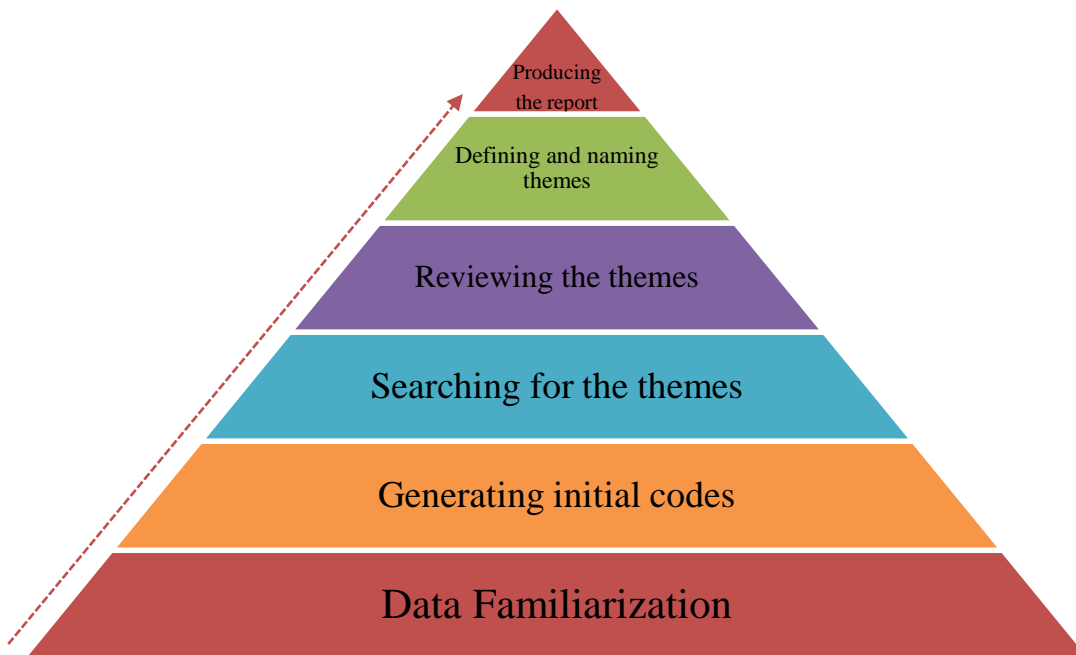 Producing
the report
Defining and naming
themes
Reviewing the themes
Searching for the themes
Generating initial codes
Data Familiarization